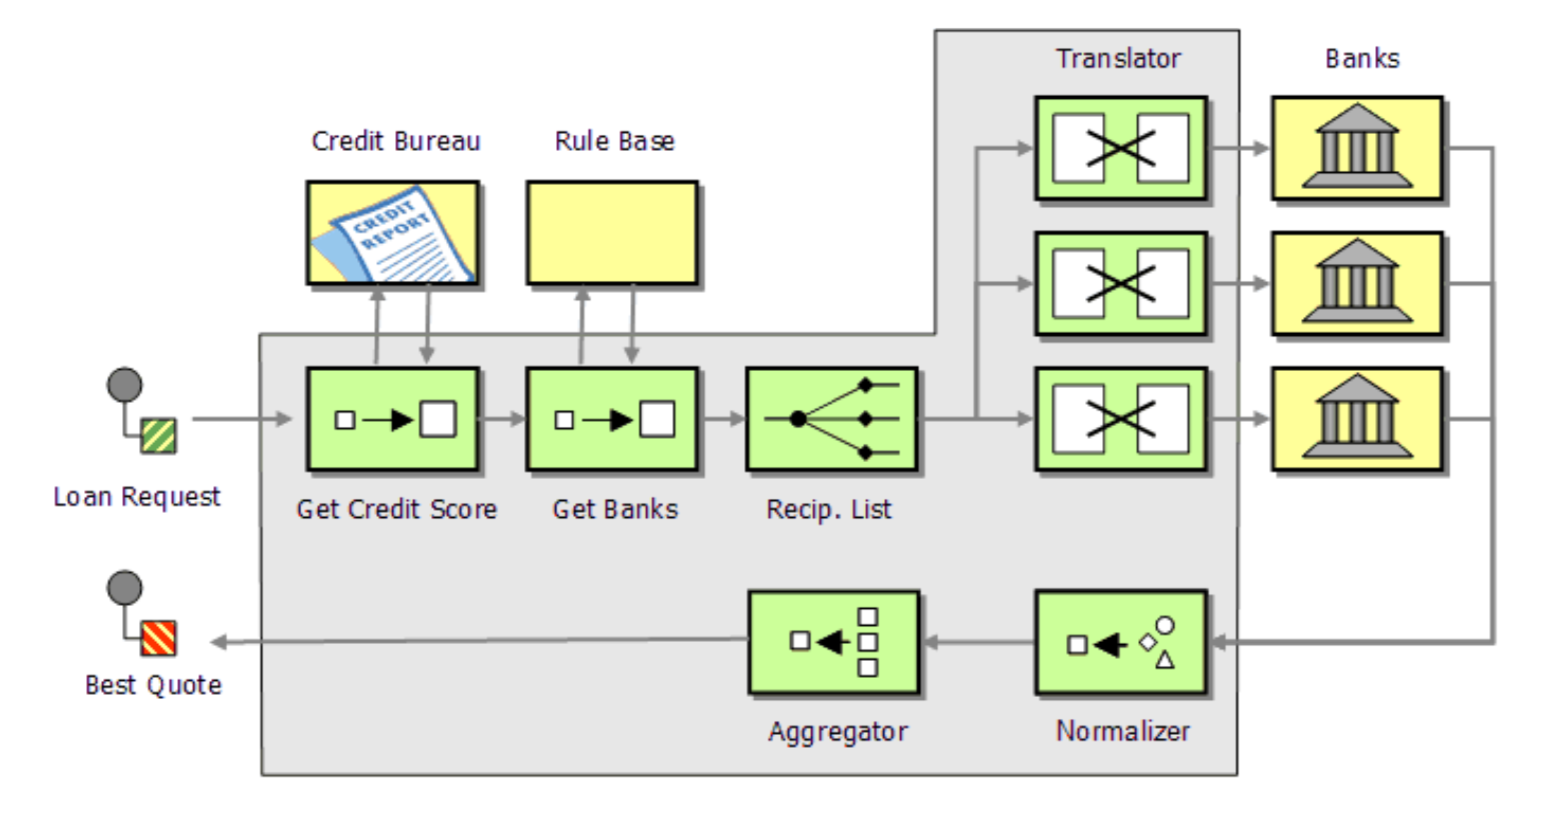 Translator
Banks
Credit Bureau
Rule Base
CREDIT
REPORT
Loan Request
Get Credit Score
Get Banks
Recip. List
Best Quote
Aggregator
Normalizer